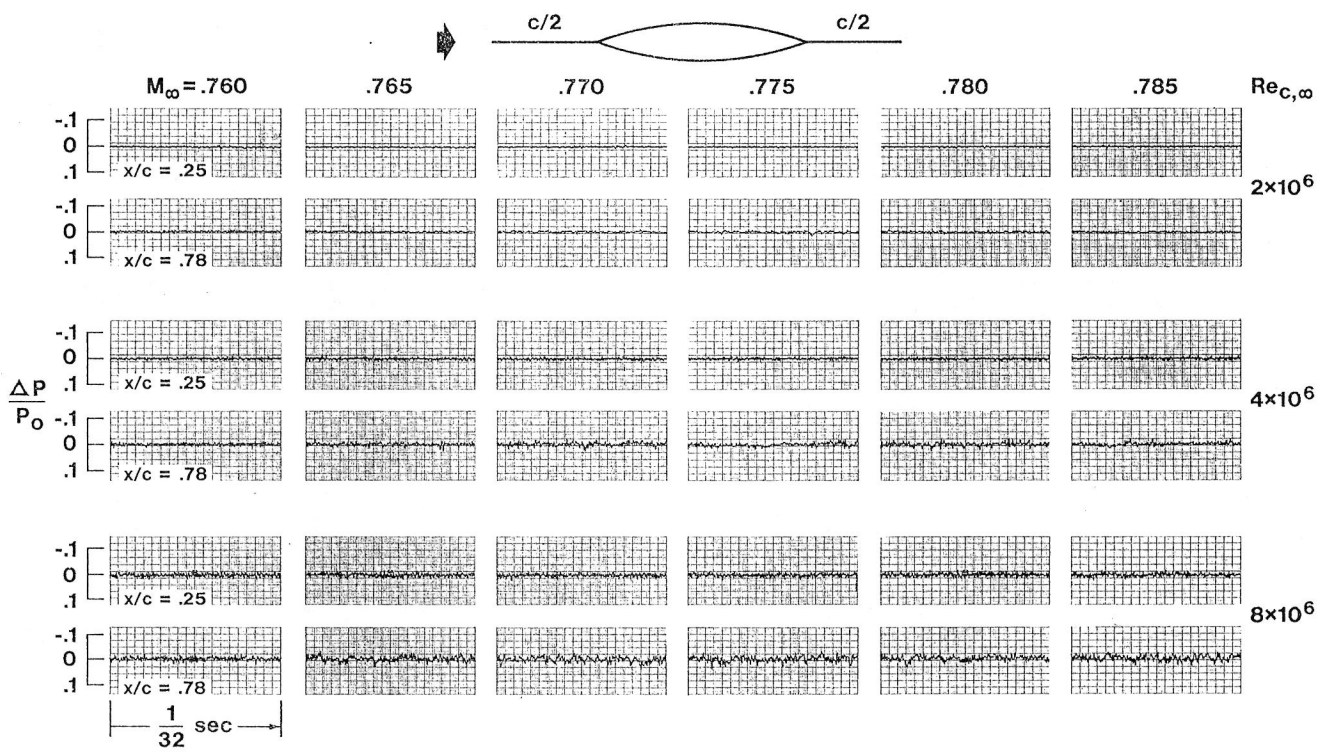 c/2 c/2
M∞ = .760 .765 .770 .775 .780 .785 Re_C,∞
-.1
0
.1
x/c = .25
2×10⁶
-.1
0
.1
x/c = .78
-.1
0
.1
x/c = .25
ΔP
P_O
4×10⁶
-.1
0
.1
x/c = .78
-.1
0
.1
x/c = .25
8×10⁶
-.1
0
.1
x/c = .78
1
32 sec